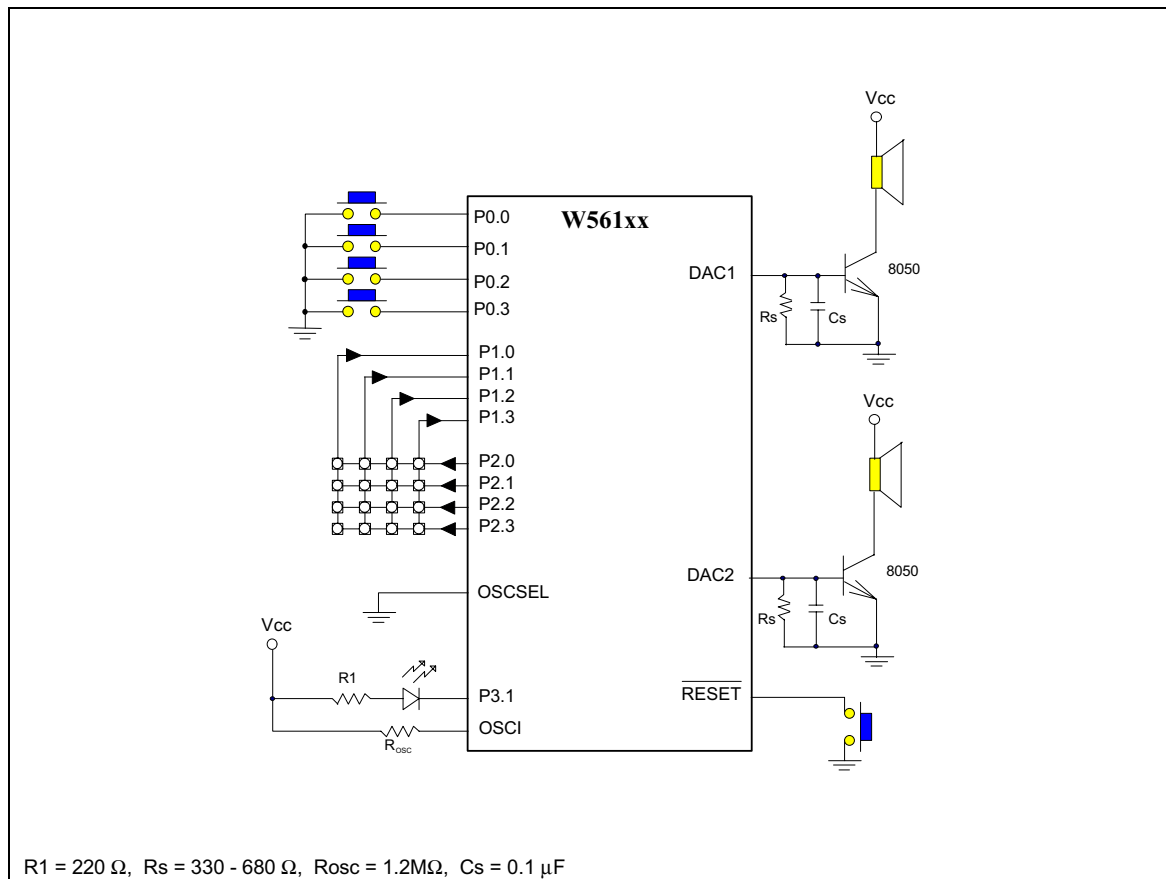 Vcc
W561xx
P0.0
P0.1
P0.2
P0.3
DAC1
8050
Rs
Cs
P1.0
P1.1
P1.2
P1.3
Vcc
P2.0
P2.1
P2.2
P2.3
DAC2
8050
OSCSEL
Rs
Cs
Vcc
R1
P3.1
RESET
OSCI
Rosc
R1 = 220 Ω, Rs = 330 - 680 Ω, Rosc = 1.2MΩ, Cs = 0.1 μF